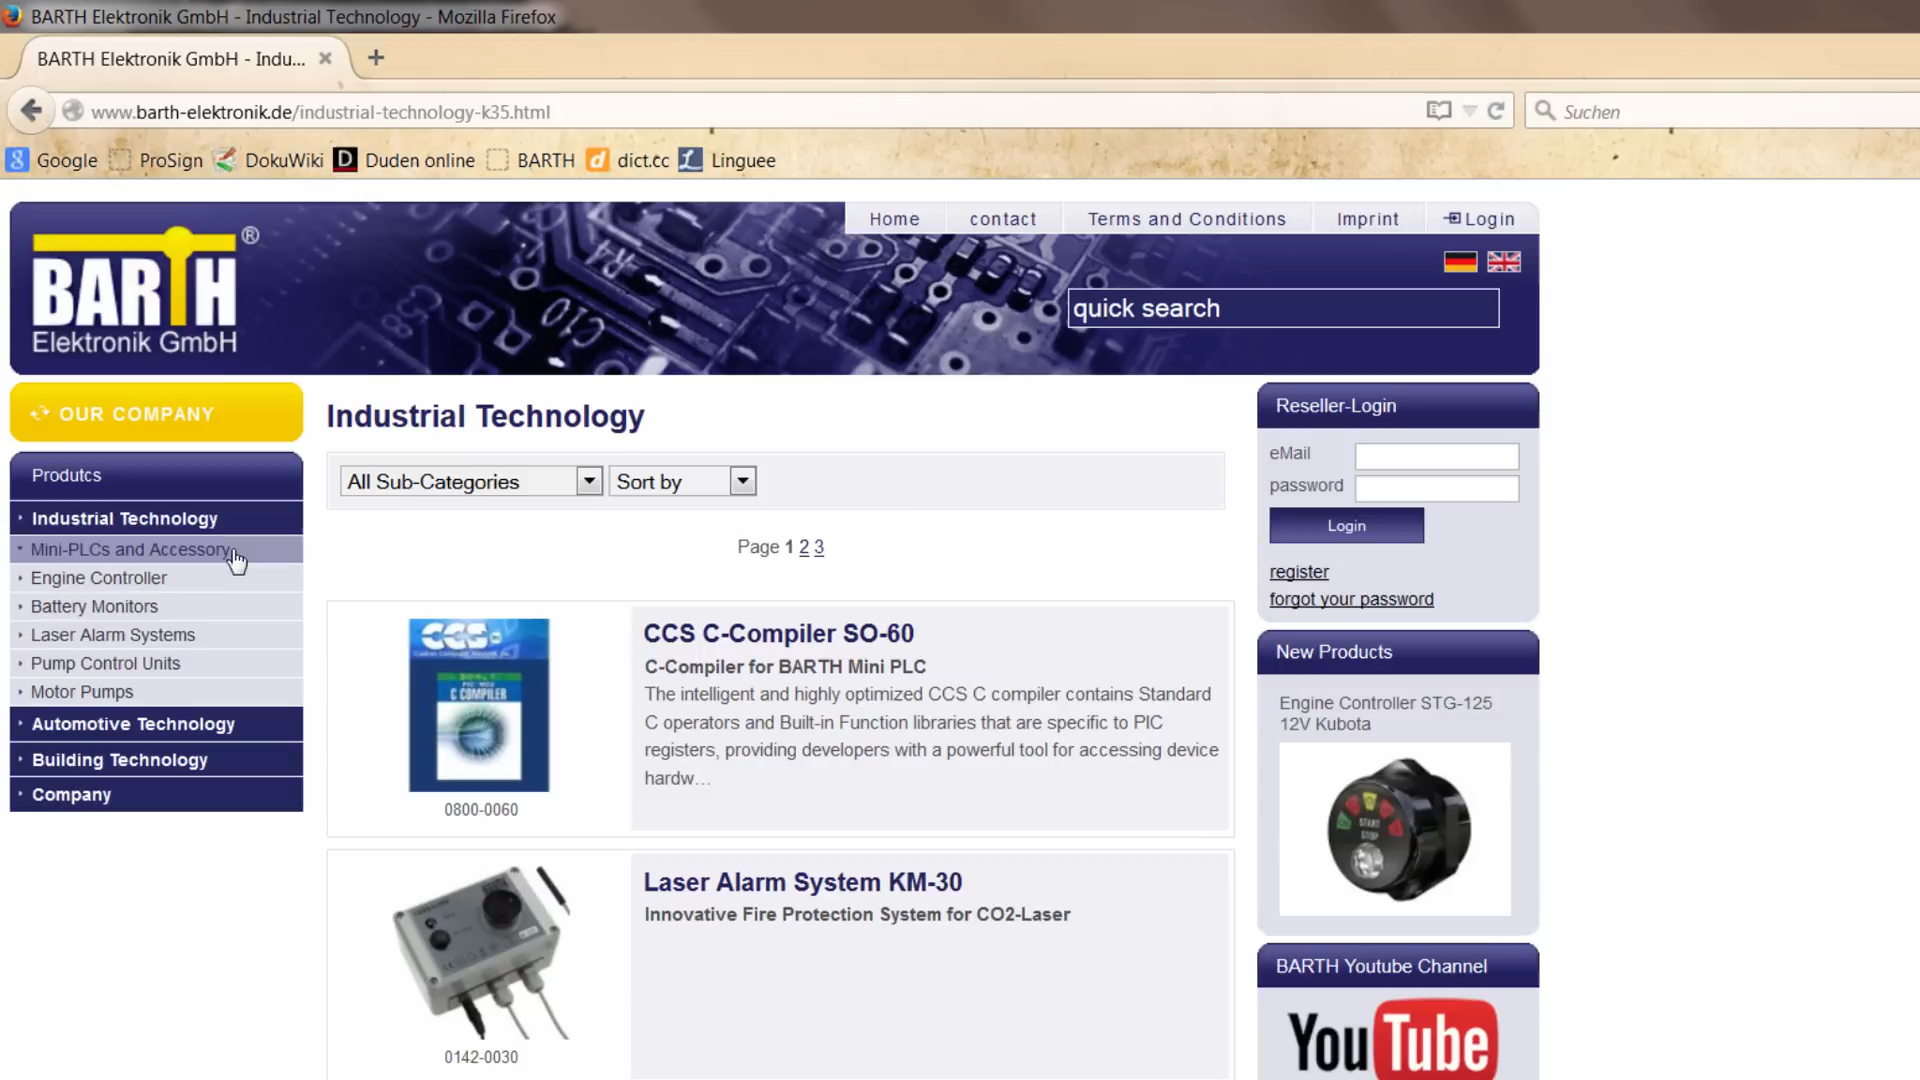 BARTH Elektronik GmbH - Industrial Technology - Mozilla Firefox
BARTH Elektronik GmbH - Indu...
www.barth-elektronik.de/industrial-technology-k35.html
Suchen
Google ProSign DokuWiki Duden online BARTH dict.cc Linguee
Home contact Terms and Conditions Imprint Login
BARTH®
Elektronik GmbH
quick search
OUR COMPANY
Produtcs
Industrial Technology
Mini-PLCs and Accessory
Engine Controller
Battery Monitors
Laser Alarm Systems
Pump Control Units
Motor Pumps
Automotive Technology
Building Technology
Company
Industrial Technology
All Sub-Categories Sort by
Page 1 2 3
CCS
C COMPILER
0800-0060
CCS C-Compiler SO-60
C-Compiler for BARTH Mini PLC
The intelligent and highly optimized CCS C compiler contains Standard
C operators and Built-in Function libraries that are specific to PIC
registers, providing developers with a powerful tool for accessing device
hardw...
0142-0030
Laser Alarm System KM-30
Innovative Fire Protection System for CO2-Laser
Reseller-Login
eMail
password
Login
register
forgot your password
New Products
Engine Controller STG-125
12V Kubota
START
STOP
BARTH Youtube Channel
YouTube